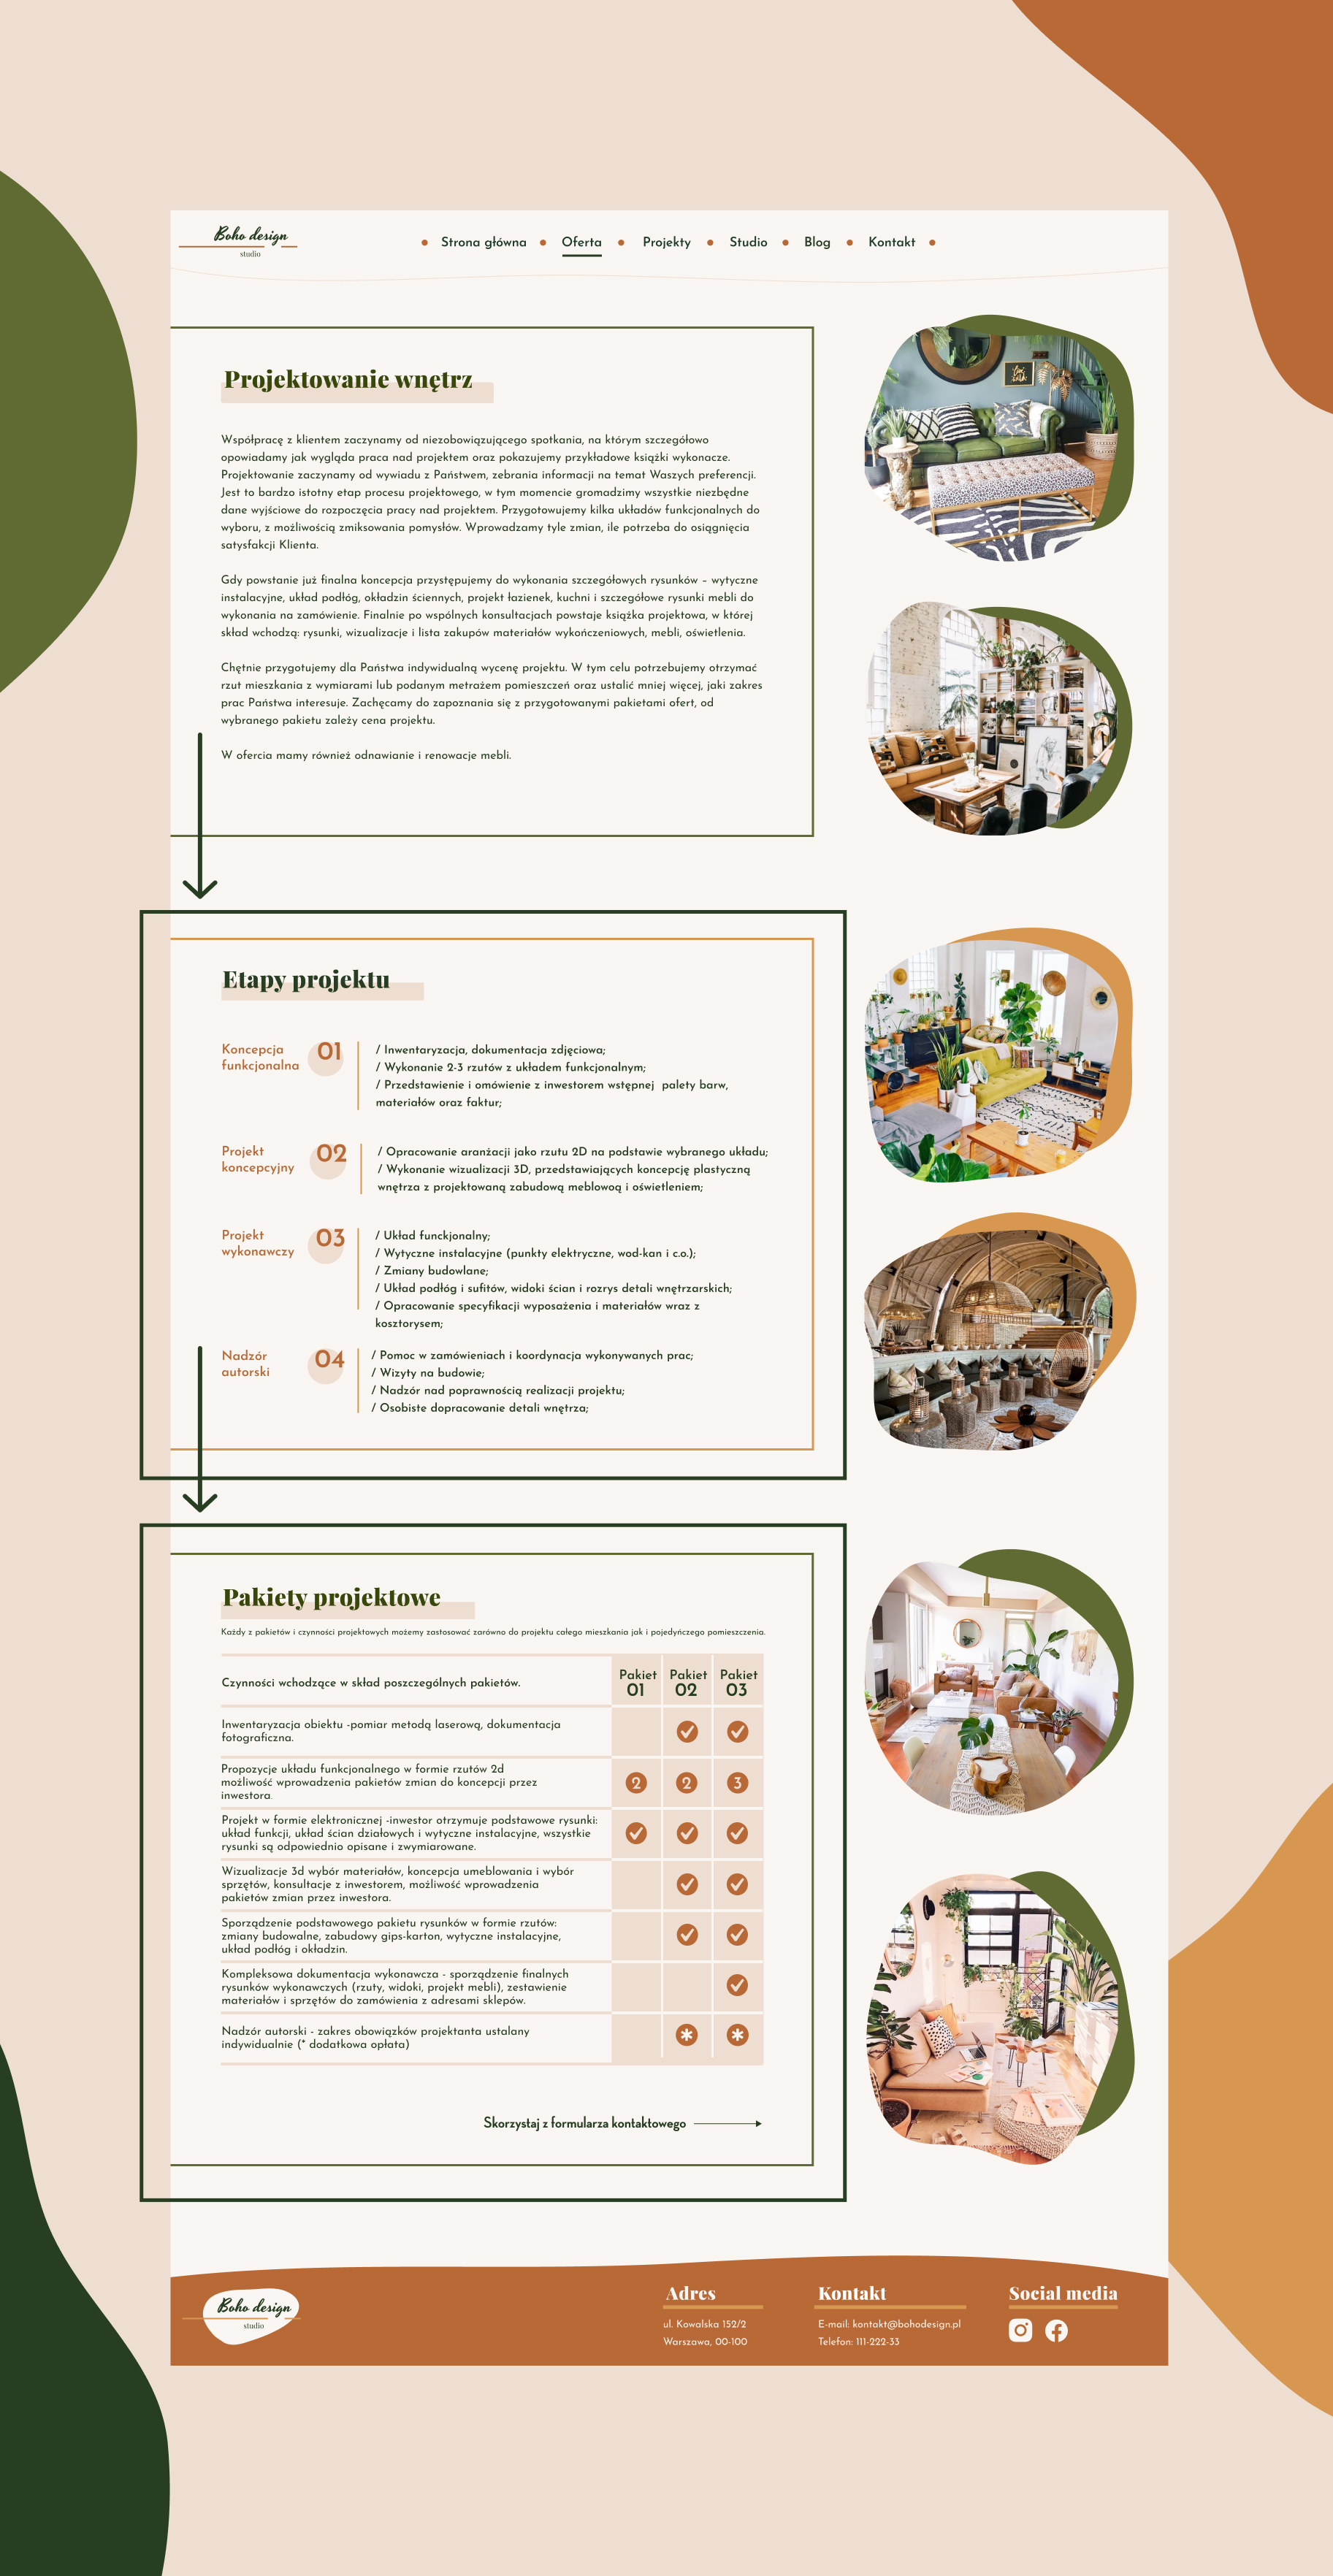 Boho design
studio
Strona główna
Oferta
Projekty
Studio
Blog
Kontakt
Projektowanie wnętrz
Współpracę z klientem zaczynamy od niezobowiązującego spotkania, na którym szczegółowo
opowiadamy jak wygląda praca nad projektem oraz pokazujemy przykładowe książki wykonacze.
Projektowanie zaczynamy od wywiadu z Państwem, zebrania informacji na temat Waszych preferencji.
Jest to bardzo istotny etap procesu projektowego, w tym momencie gromadzimy wszystkie niezbędne
dane wyjściowe do rozpoczęcia pracy nad projektem. Przygotowujemy kilka układów funkcjonalnych do
wyboru, z możliwością zmiksowania pomysłów. Wprowadzamy tyle zmian, ile potrzeba do osiągnięcia
satysfakcji Klienta.
Gdy powstanie już finalna koncepcja przystępujemy do wykonania szczegółowych rysunków – wytyczne
instalacyjne, układ podłóg, okładzin ściennych, projekt łazienek, kuchni i szczegółowe rysunki mebli do
wykonania na zamówienie. Finalnie po wspólnych konsultacjach powstaje książka projektowa, w której
skład wchodzą: rysunki, wizualizacje i lista zakupów materiałów wykończeniowych, mebli, oświetlenia.
Chętnie przygotujemy dla Państwa indywidualną wycenę projektu. W tym celu potrzebujemy otrzymać
rzut mieszkania z wymiarami lub podanym metrażem pomieszczeń oraz ustalić mniej więcej, jaki zakres
prac Państwa interesuje. Zachęcamy do zapoznania się z przygotowanymi pakietami ofert, od
wybranego pakietu zależy cena projektu.
W ofercia mamy również odnawianie i renowacje mebli.
Etapy projektu
Koncepcja
funkcjonalna
01
/ Inwentaryzacja, dokumentacja zdjęciowa;
/ Wykonanie 2-3 rzutów z układem funkcjonalnym;
/ Przedstawienie i omówienie z inwestorem wstępnej palety barw,
materiałów oraz faktur;
Projekt
koncepcyjny
02
/ Opracowanie aranżacji jako rzutu 2D na podstawie wybranego układu;
/ Wykonanie wizualizacji 3D, przedstawiających koncepcję plastyczną
wnętrza z projektowaną zabudową meblowoą i oświetleniem;
Projekt
wykonawczy
03
/ Układ funckjonalny;
/ Wytyczne instalacyjne (punkty elektryczne, wod-kan i c.o.);
/ Zmiany budowlane;
/ Układ podłóg i sufitów, widoki ścian i rozrys detali wnętrzarskich;
/ Opracowanie specyfikacji wyposażenia i materiałów wraz z
kosztorysem;
Nadzór
autorski
04
/ Pomoc w zamówieniach i koordynacja wykonywanych prac;
/ Wizyty na budowie;
/ Nadzór nad poprawnością realizacji projektu;
/ Osobiste dopracowanie detali wnętrza;
Pakiety projektowe
Każdy z pakietów i czynności projektowych możemy zastosować zarówno do projektu całego mieszkania jak i pojedyńczego pomieszczenia.
Czynności wchodzące w skład poszczególnych pakietów.
Pakiet 01
Pakiet 02
Pakiet 03
Inwentaryzacja obiektu -pomiar metodą laserową, dokumentacja
fotograficzna.
Propozycje układu funkcjonalnego w formie rzutów 2d
możliwość wprowadzenia pakietów zmian do koncepcji przez
inwestora.
2 2 3
Projekt w formie elektronicznej -inwestor otrzymuje podstawowe rysunki:
układ funkcji, układ ścian działowych i wytyczne instalacyjne, wszystkie
rysunki są odpowiednio opisane i zwymiarowane.
Wizualizacje 3d wybór materiałów, koncepcja umeblowania i wybór
sprzętów, konsultacje z inwestorem, możliwość wprowadzenia
pakietów zmian przez inwestora.
Sporządzenie podstawowego pakietu rysunków w formie rzutów:
zmiany budowalne, zabudowy gips-karton, wytyczne instalacyjne,
układ podłóg i okładzin.
Kompleksowa dokumentacja wykonawcza - sporządzenie finalnych
rysunków wykonawczych (rzuty, widoki, projekt mebli), zestawienie
materiałów i sprzętów do zamówienia z adresami sklepów.
Nadzór autorski - zakres obowiązków projektanta ustalany
indywidualnie (* dodatkowa opłata)
* *
Skorzystaj z formularza kontaktowego
Boho design
studio
Adres
ul. Kowalska 152/2
Warszawa, 00-100
Kontakt
E-mail: kontakt@bohodesign.pl
Telefon: 111-222-33
Social media